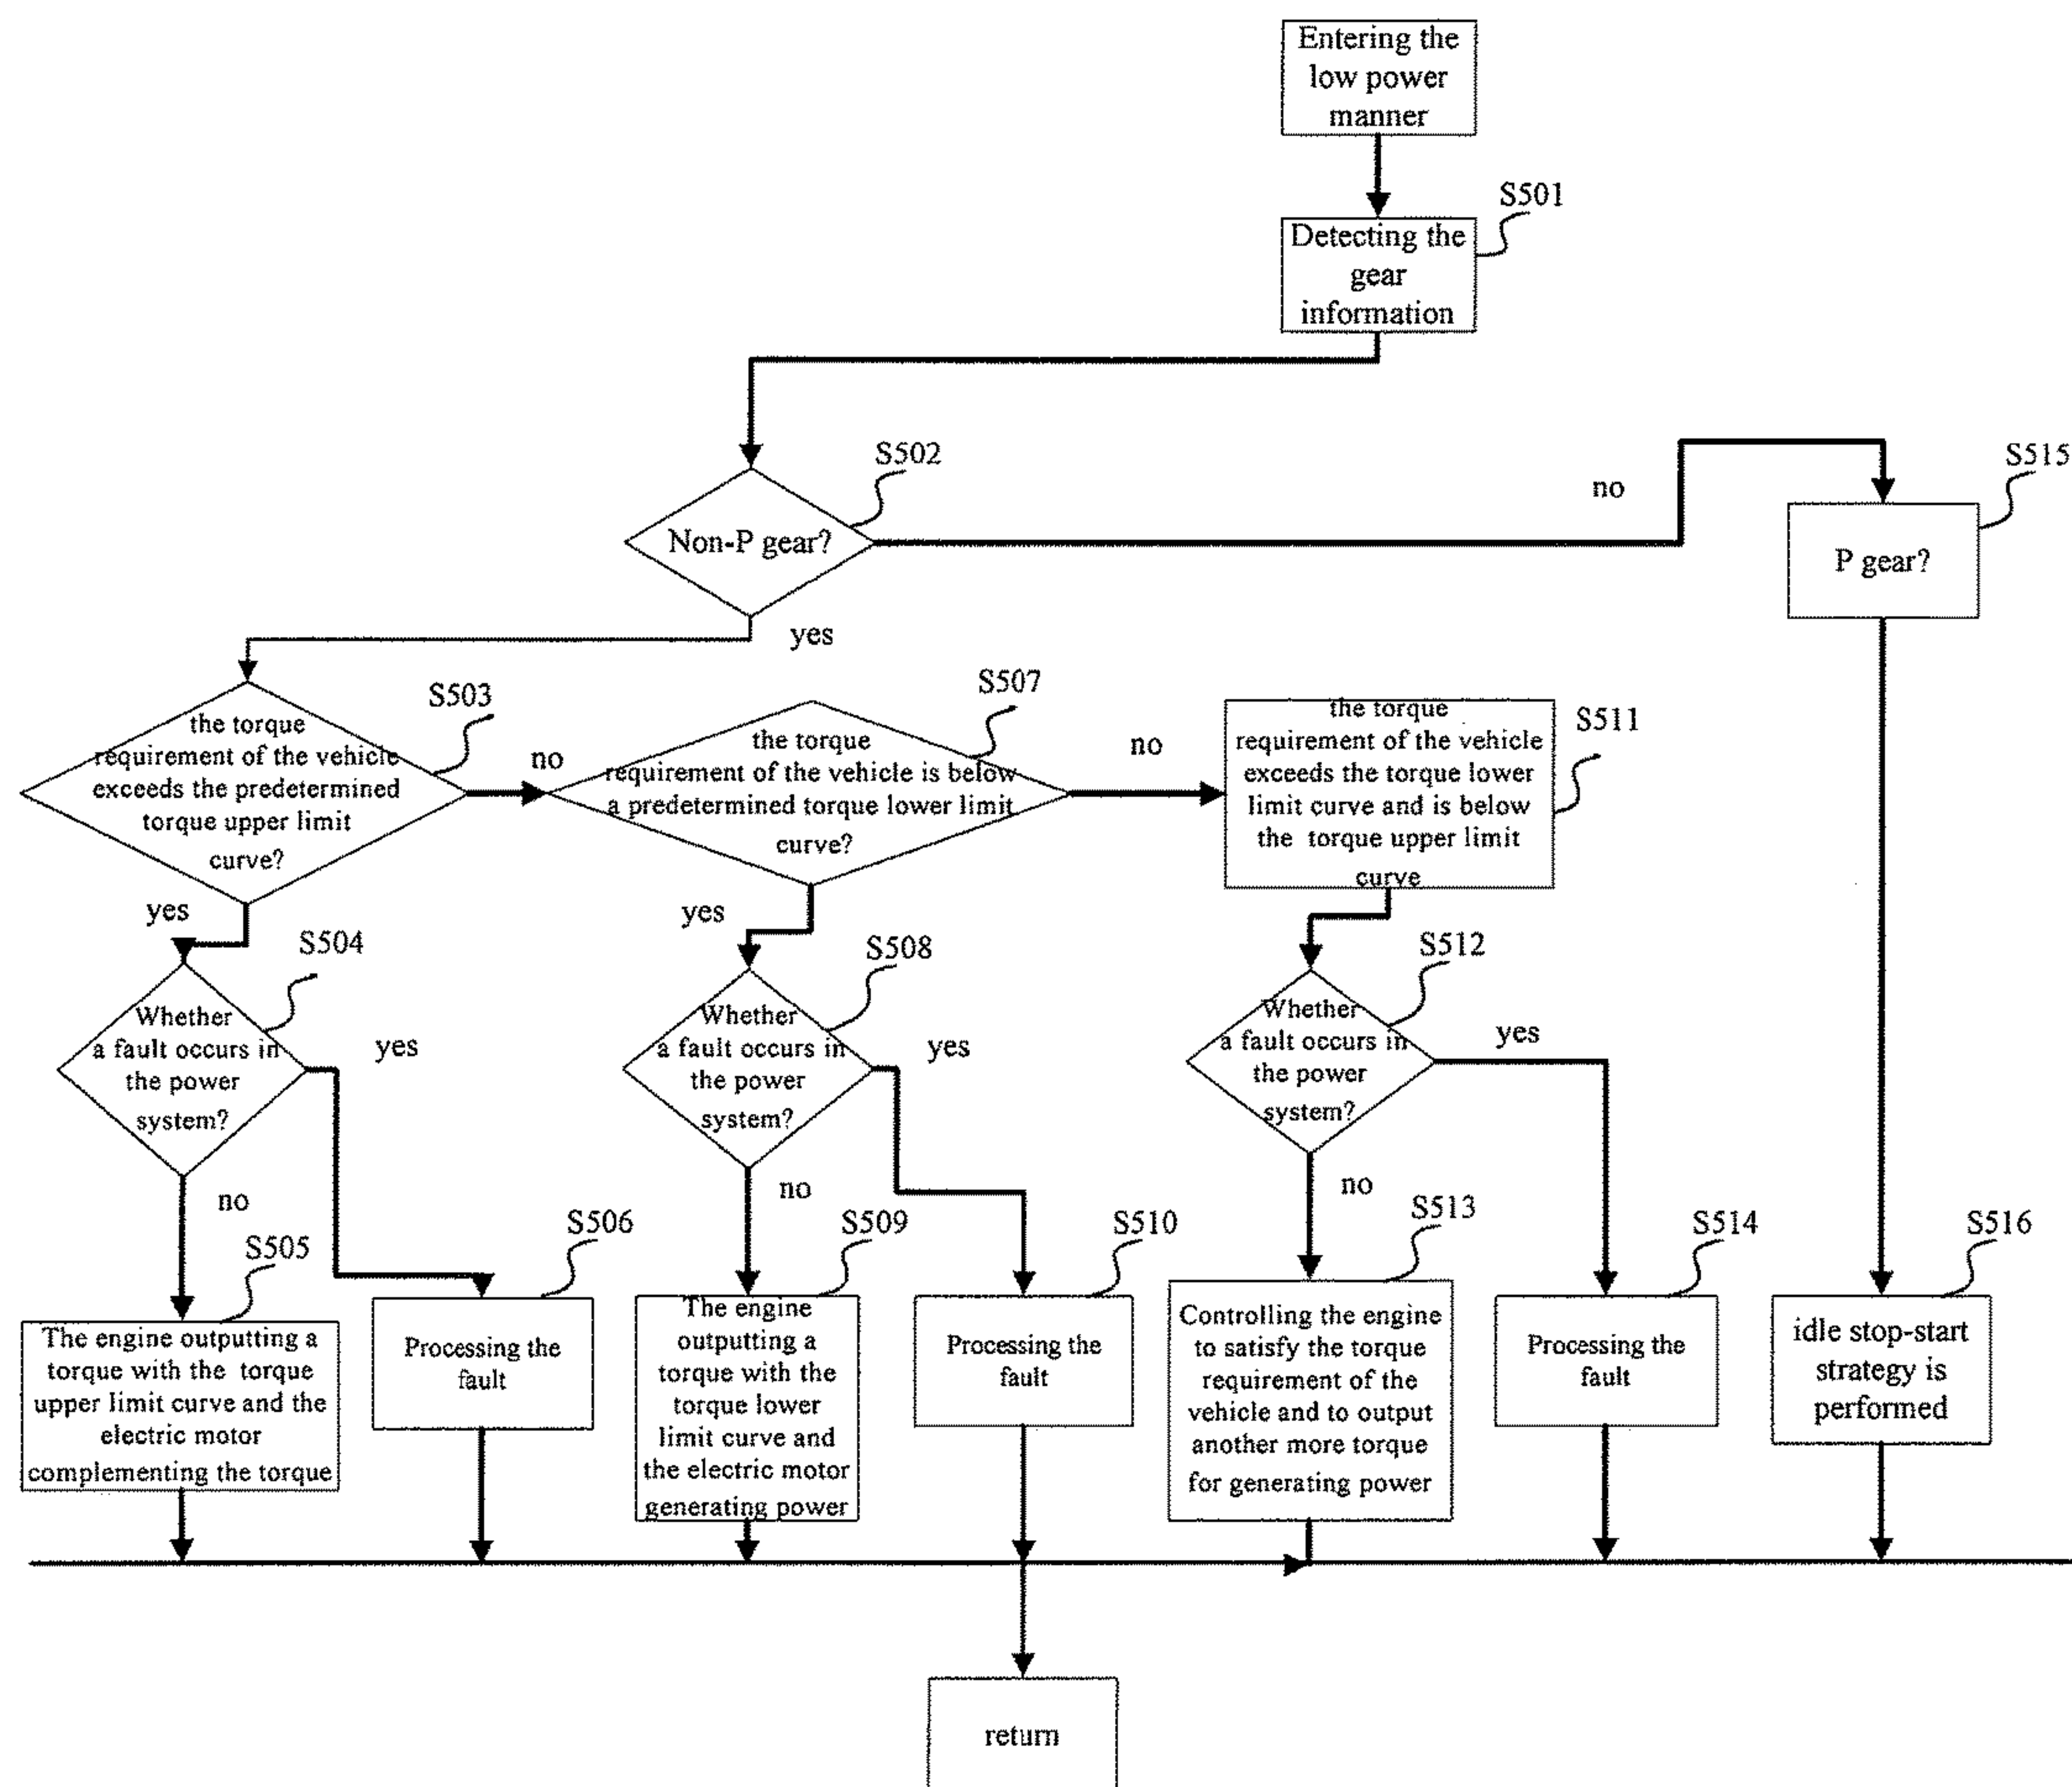 Entering the
low power
manner
S501
Detecting the
gear
information
S502
Non-P gear?
no
S515
P gear?
yes
S503
the torque
requirement of the vehicle
exceeds the predetermined
torque upper limit
curve?
no
S507
the torque
requirement of the vehicle is below
a predetermined torque lower limit
curve?
no
S511
the torque
requirement of the vehicle
exceeds the torque lower
limit curve and is below
the torque upper limit
curve
yes
S504
Whether
a fault occurs in
the power
system?
yes
no
yes
S508
Whether
a fault occurs in
the power
system?
yes
no
S512
Whether
a fault occurs in
the power
system?
yes
no
S505
The engine outputting a
torque with the torque
upper limit curve and the
electric motor
complementing the torque
S506
Processing the
fault
S509
The engine
outputting a
torque with the
torque lower
limit curve and
the electric motor
generating power
S510
Processing the
fault
S513
Controlling the engine
to satisfy the torque
requirement of the
vehicle and to output
another more torque
for generating power
S514
Processing the
fault
S516
idle stop-start
strategy is
performed
return